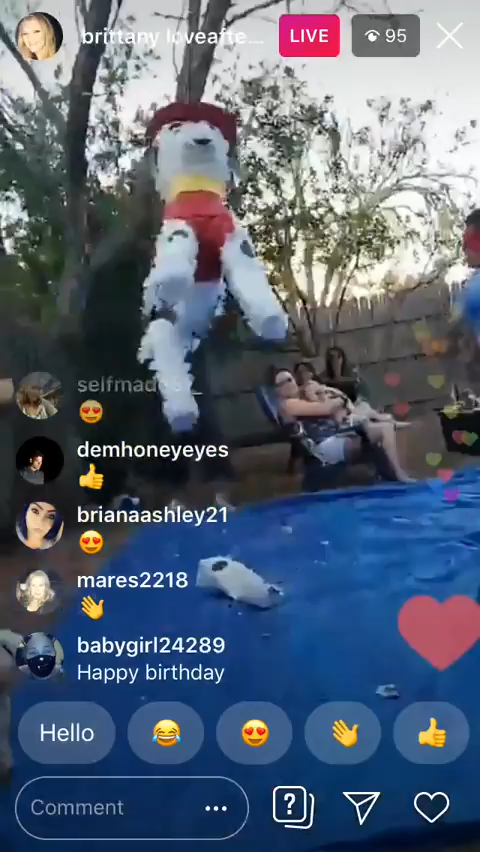 brittany loveafte...
LIVE
95
demhoneyeyes
brianaashley21
mares2218
babygirl24289
Happy birthday
Hello
Comment